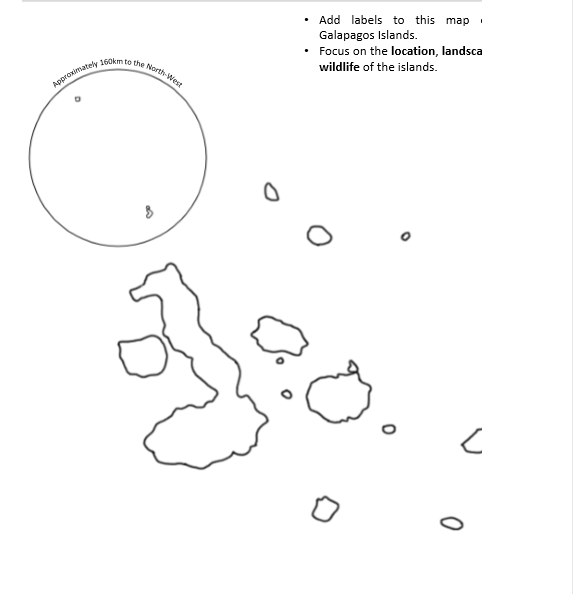 • Add labels to this map
Galapagos Islands.
• Focus on the location,
wildlife of the islands.
Approximately 160km to the North-West